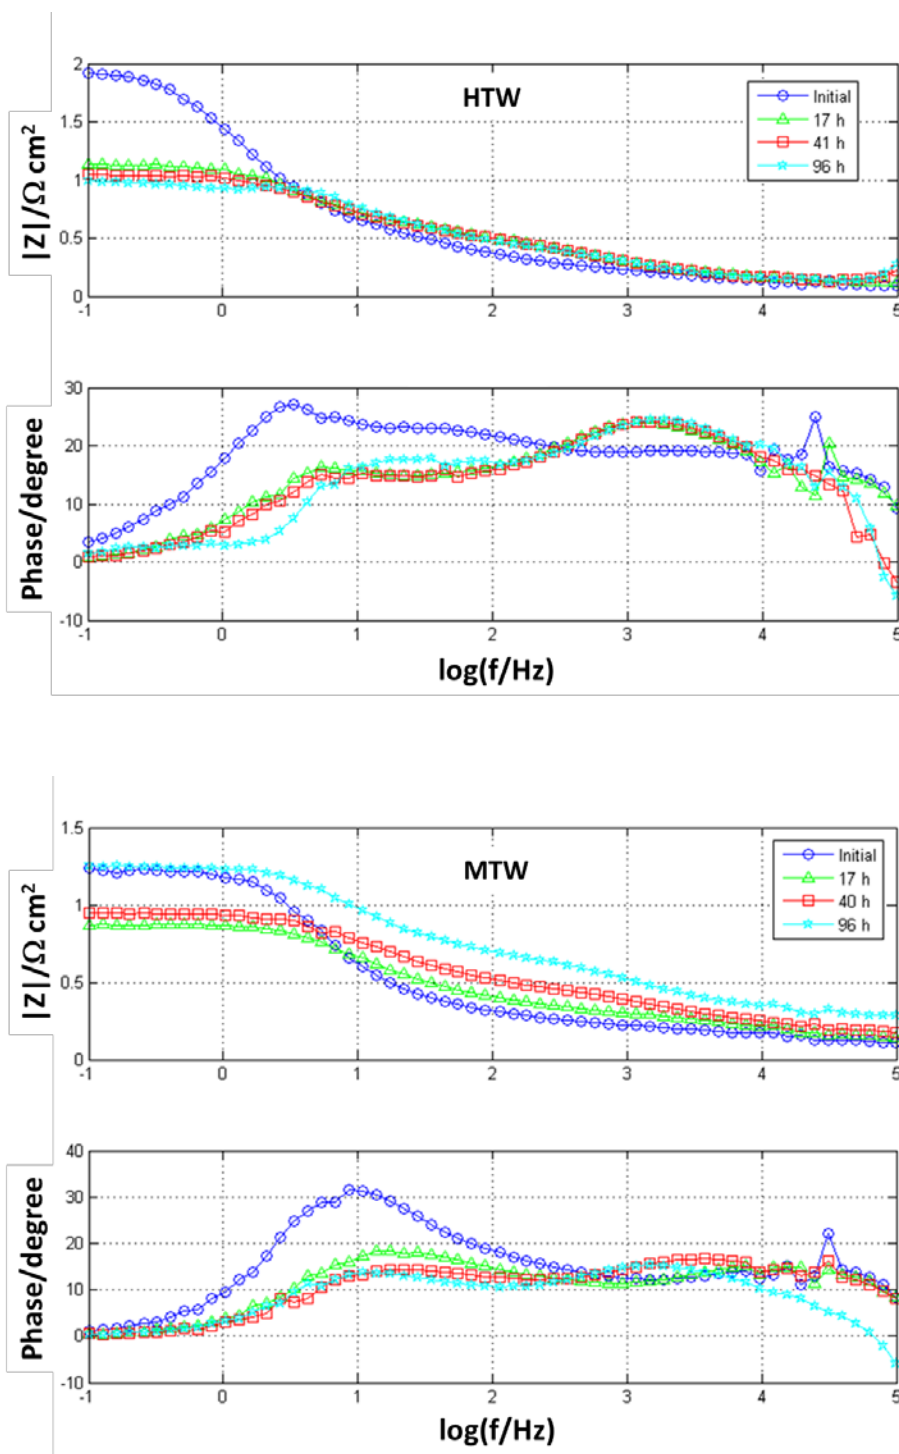 2
1.5
1
0.5
0
|Z|/Ω cm²
HTW
Initial
17 h
41 h
96 h
-1 0 1 2 3 4 5
30
20
10
0
-10
Phase/degree
-1 0 1 2 3 4 5
log(f/Hz)
1.5
1
0.5
0
|Z|/Ω cm²
MTW
Initial
17 h
40 h
96 h
-1 0 1 2 3 4 5
40
30
20
10
0
-10
Phase/degree
-1 0 1 2 3 4 5
log(f/Hz)